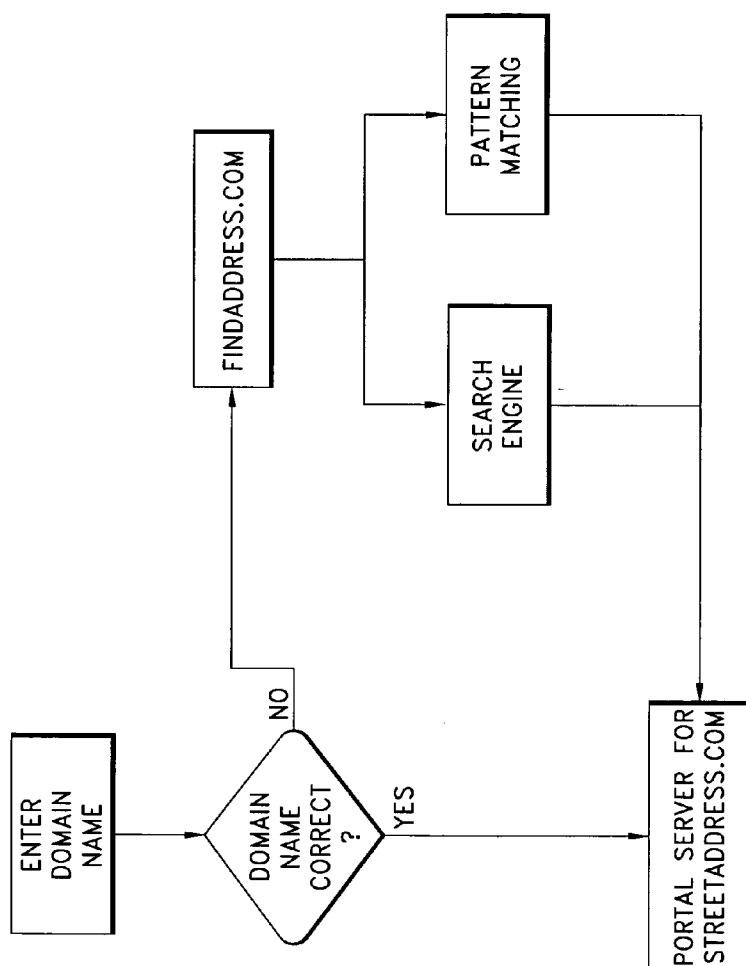 ENTER
DOMAIN
NAME
DOMAIN
NAME
CORRECT
?
NO
YES
FINDADDRESS.COM
SEARCH
ENGINE
PATTERN
MATCHING
PORTAL SERVER FOR
STREETADDRESS.COM